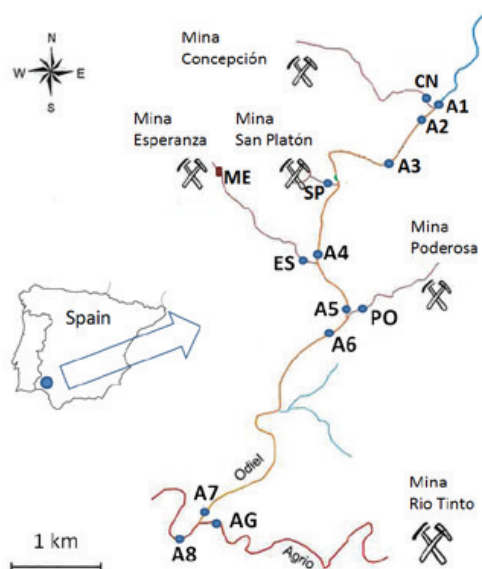 N
W E
S
Mina
Concepción
CN
A1
A2
Mina
Esperanza
Mina
San Platón
ME
A3
SP
Mina
Poderosa
A4
ES
A5
PO
A6
Spain
Odiel
A7
AG
A8
Agrio
Mina
Rio Tinto
1 km